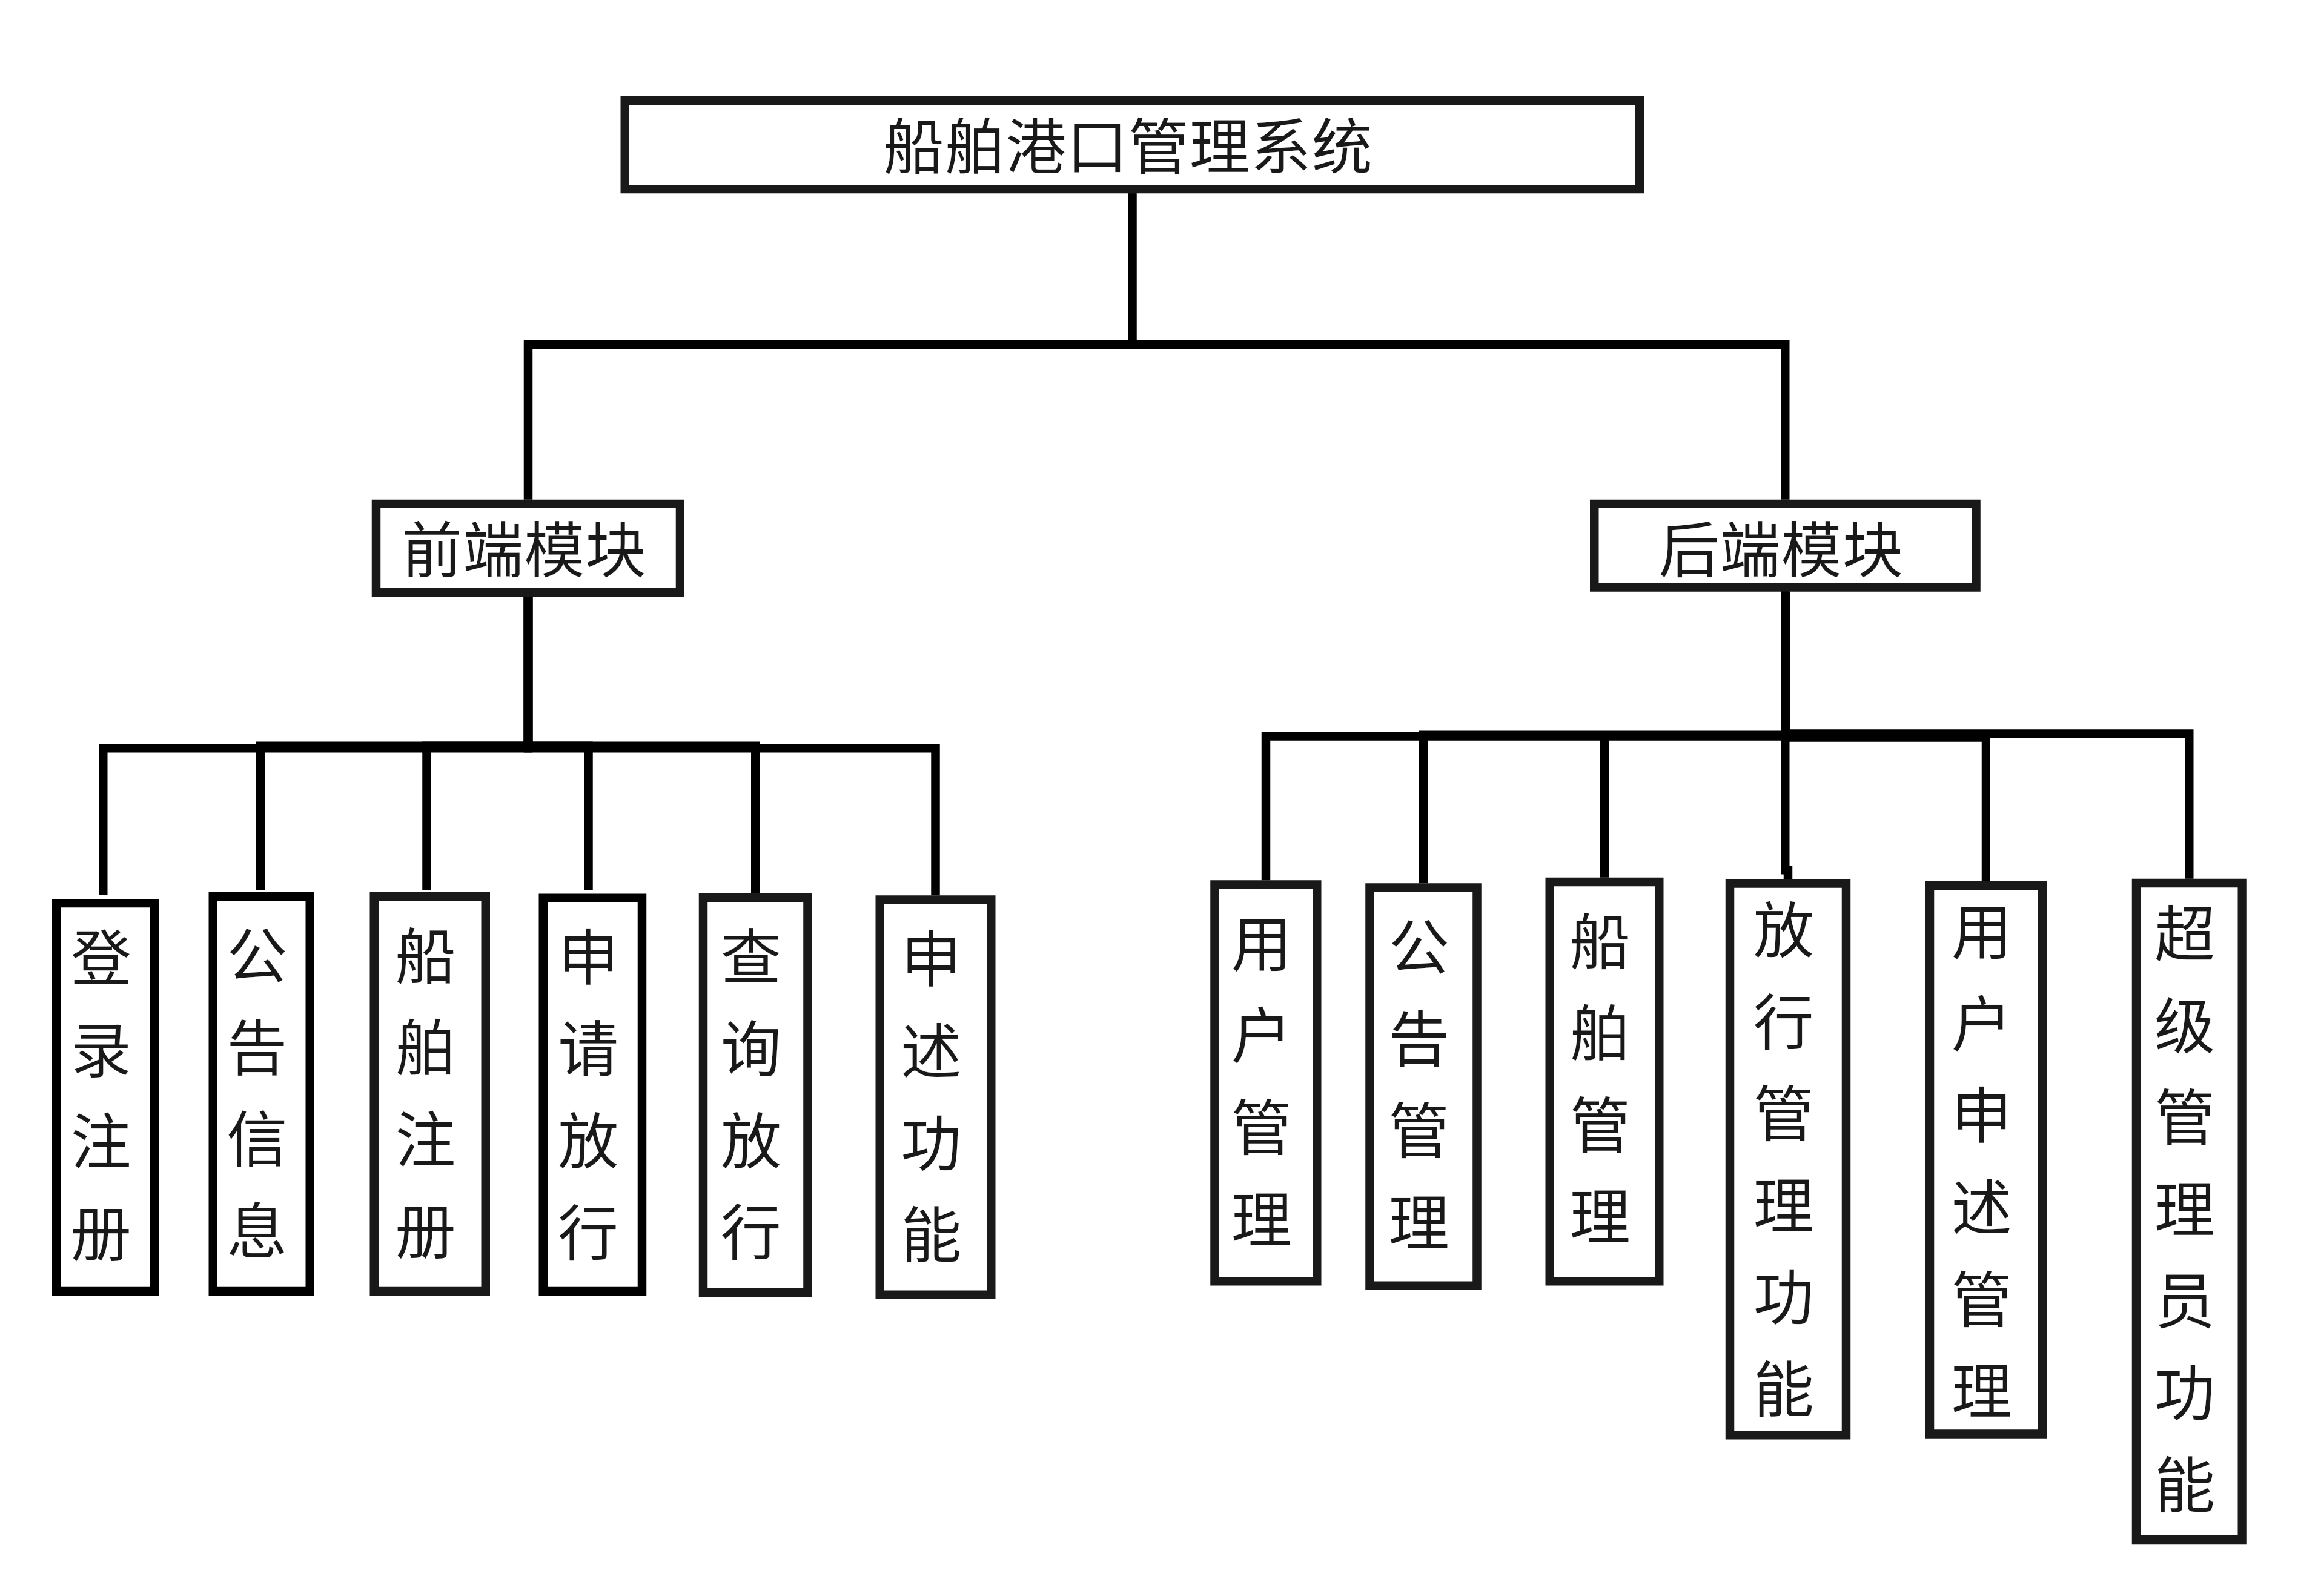 船舶港口管理系统
前端模块
后端模块
登录注册
公告信息
船舶注册
申请放行
查询放行
申述功能
用户管理
公告管理
船舶管理
放行管理功能
用户申述管理
超级管理员功能